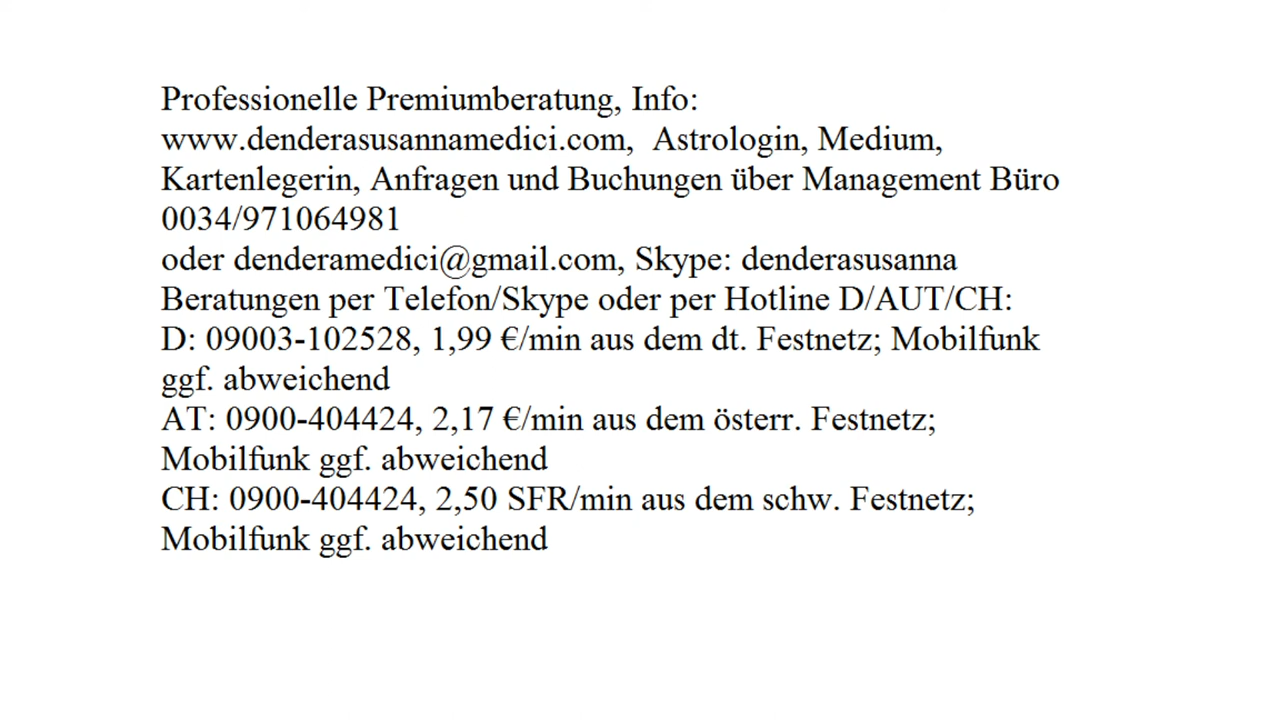 Professionelle Premiumberatung, Info:
www.denderasusannamedici.com,  Astrologin, Medium,
Kartenlegerin, Anfragen und Buchungen über Management Büro
0034/971064981
oder denderamedici@gmail.com, Skype: denderasusanna
Beratungen per Telefon/Skype oder per Hotline D/AUT/CH:
D: 09003-102528, 1,99 €/min aus dem dt. Festnetz; Mobilfunk
ggf. abweichend
AT: 0900-404424, 2,17 €/min aus dem österr. Festnetz;
Mobilfunk ggf. abweichend
CH: 0900-404424, 2,50 SFR/min aus dem schw. Festnetz;
Mobilfunk ggf. abweichend